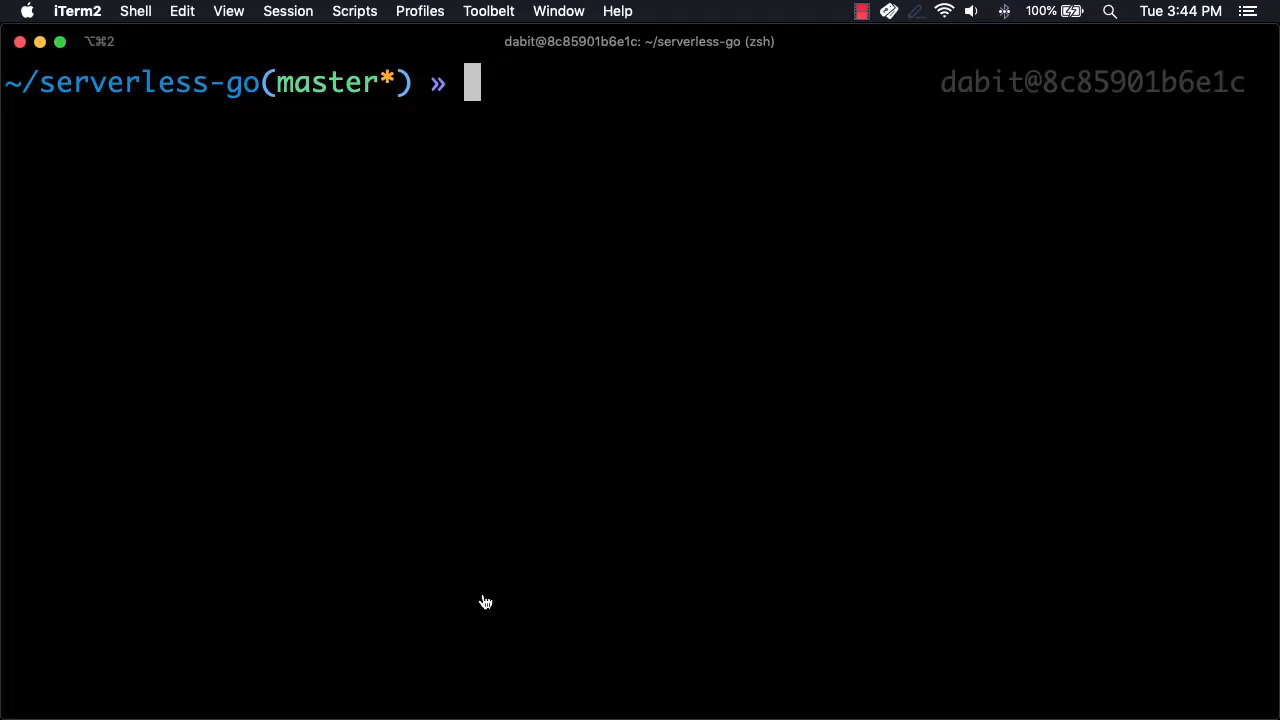 iTerm2 Shell Edit View Session Scripts Profiles Toolbelt Window Help 100% Tue 3:44 PM
⌥⌘2 dabit@8c85901b6e1c: ~/serverless-go (zsh)
~/serverless-go(master*) » dabit@8c85901b6e1c